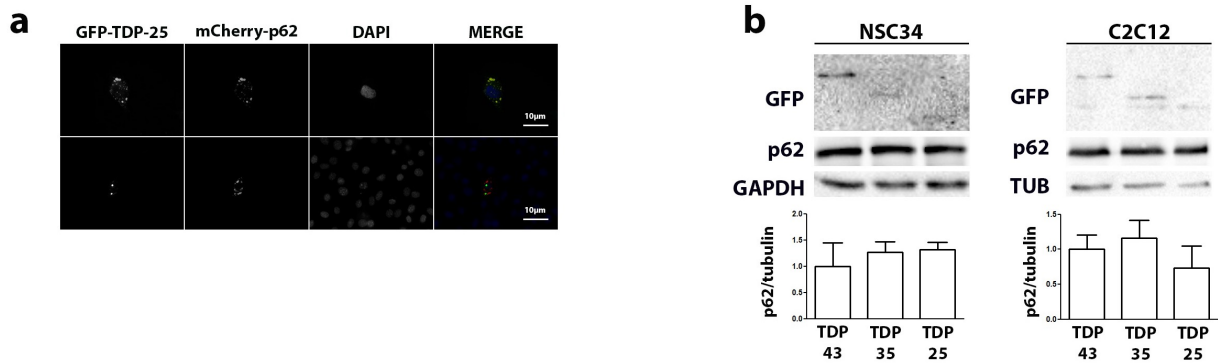 a
GFP-TDP-25 mCherry-p62 DAPI MERGE
10µm
10µm
b
NSC34
GFP
p62
GAPDH
p62/tubulin
2.0
1.5
1.0
0.5
0.0
TDP TDP TDP
43 35 25
C2C12
GFP
p62
TUB
p62/tubulin
1.5
1.0
0.5
0.0
TDP TDP TDP
43 35 25